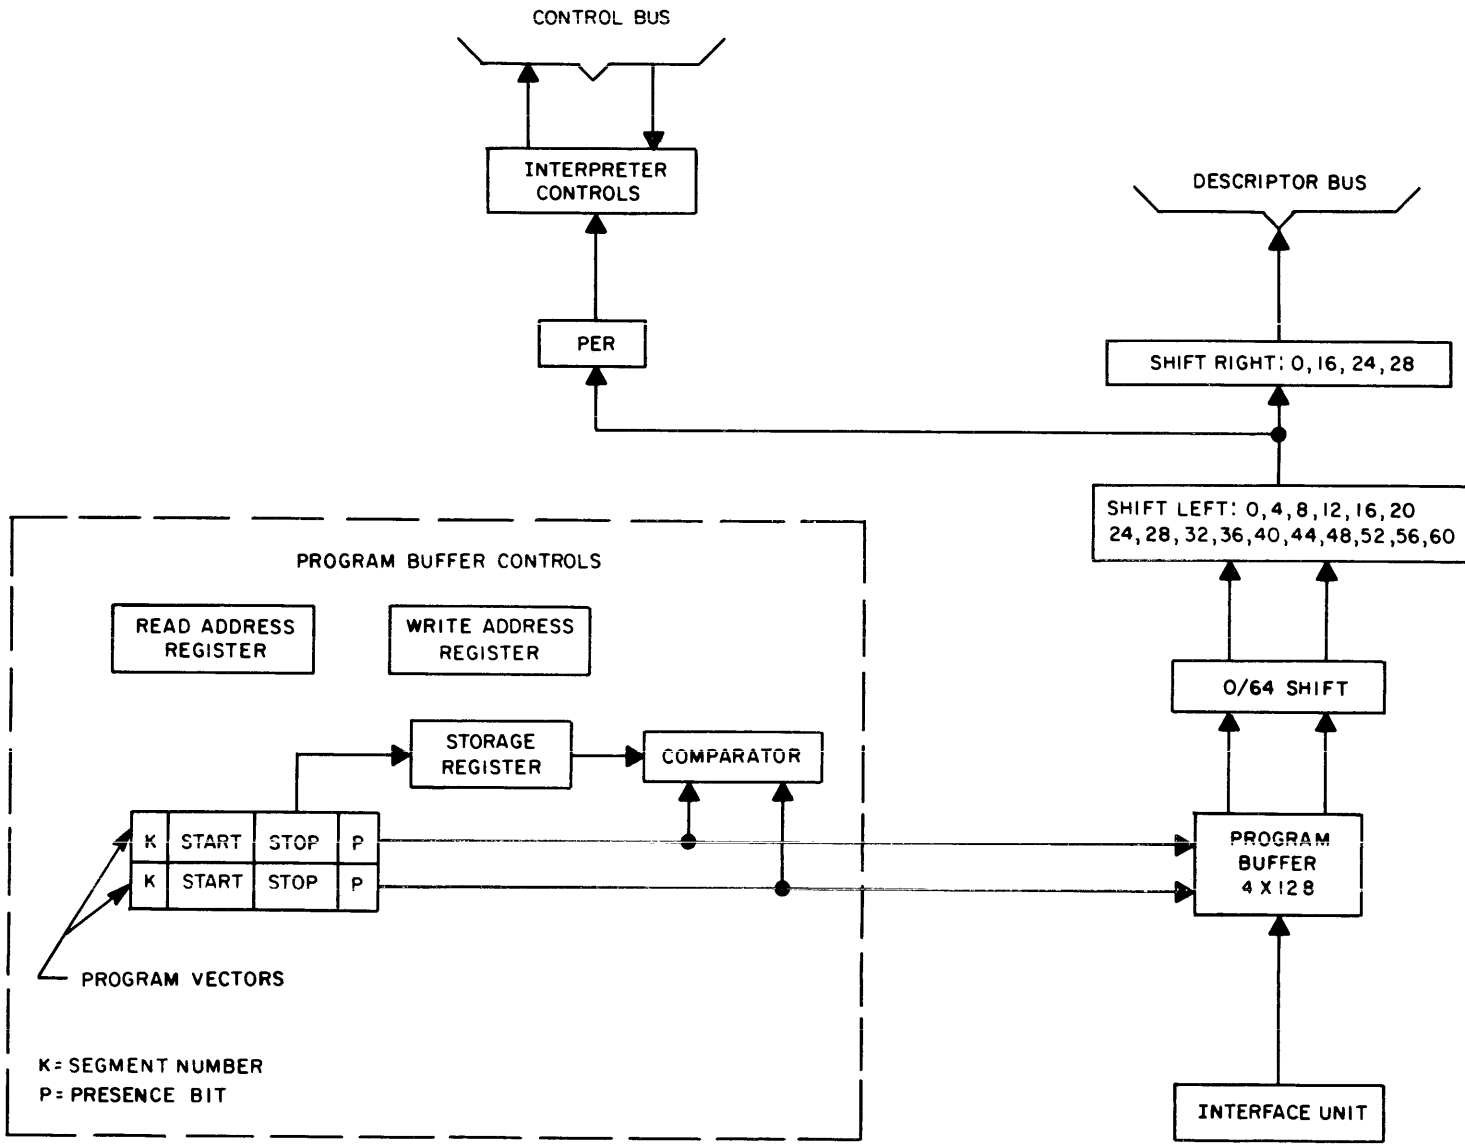 CONTROL BUS
INTERPRETER
CONTROLS
DESCRIPTOR BUS
PER
SHIFT RIGHT: 0, 16, 24, 28
SHIFT LEFT: 0, 4, 8, 12, 16, 20
24, 28, 32, 36, 40, 44, 48, 52, 56, 60
PROGRAM BUFFER CONTROLS
READ ADDRESS
REGISTER
WRITE ADDRESS
REGISTER
0/64 SHIFT
STORAGE
REGISTER
COMPARATOR
K START STOP P
K START STOP P
PROGRAM
BUFFER
4 X 128
PROGRAM VECTORS
K = SEGMENT NUMBER
P = PRESENCE BIT
INTERFACE UNIT